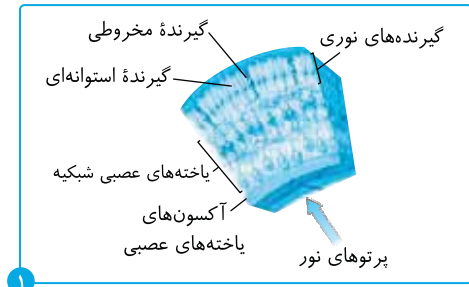 گیرندهٔ مخروطی
گیرنده‌های نوری
گیرندهٔ استوانه‌ای
یاخته‌های عصبی شبکیه
آکسون‌های
یاخته‌های عصبی
پرتوهای نور
۱